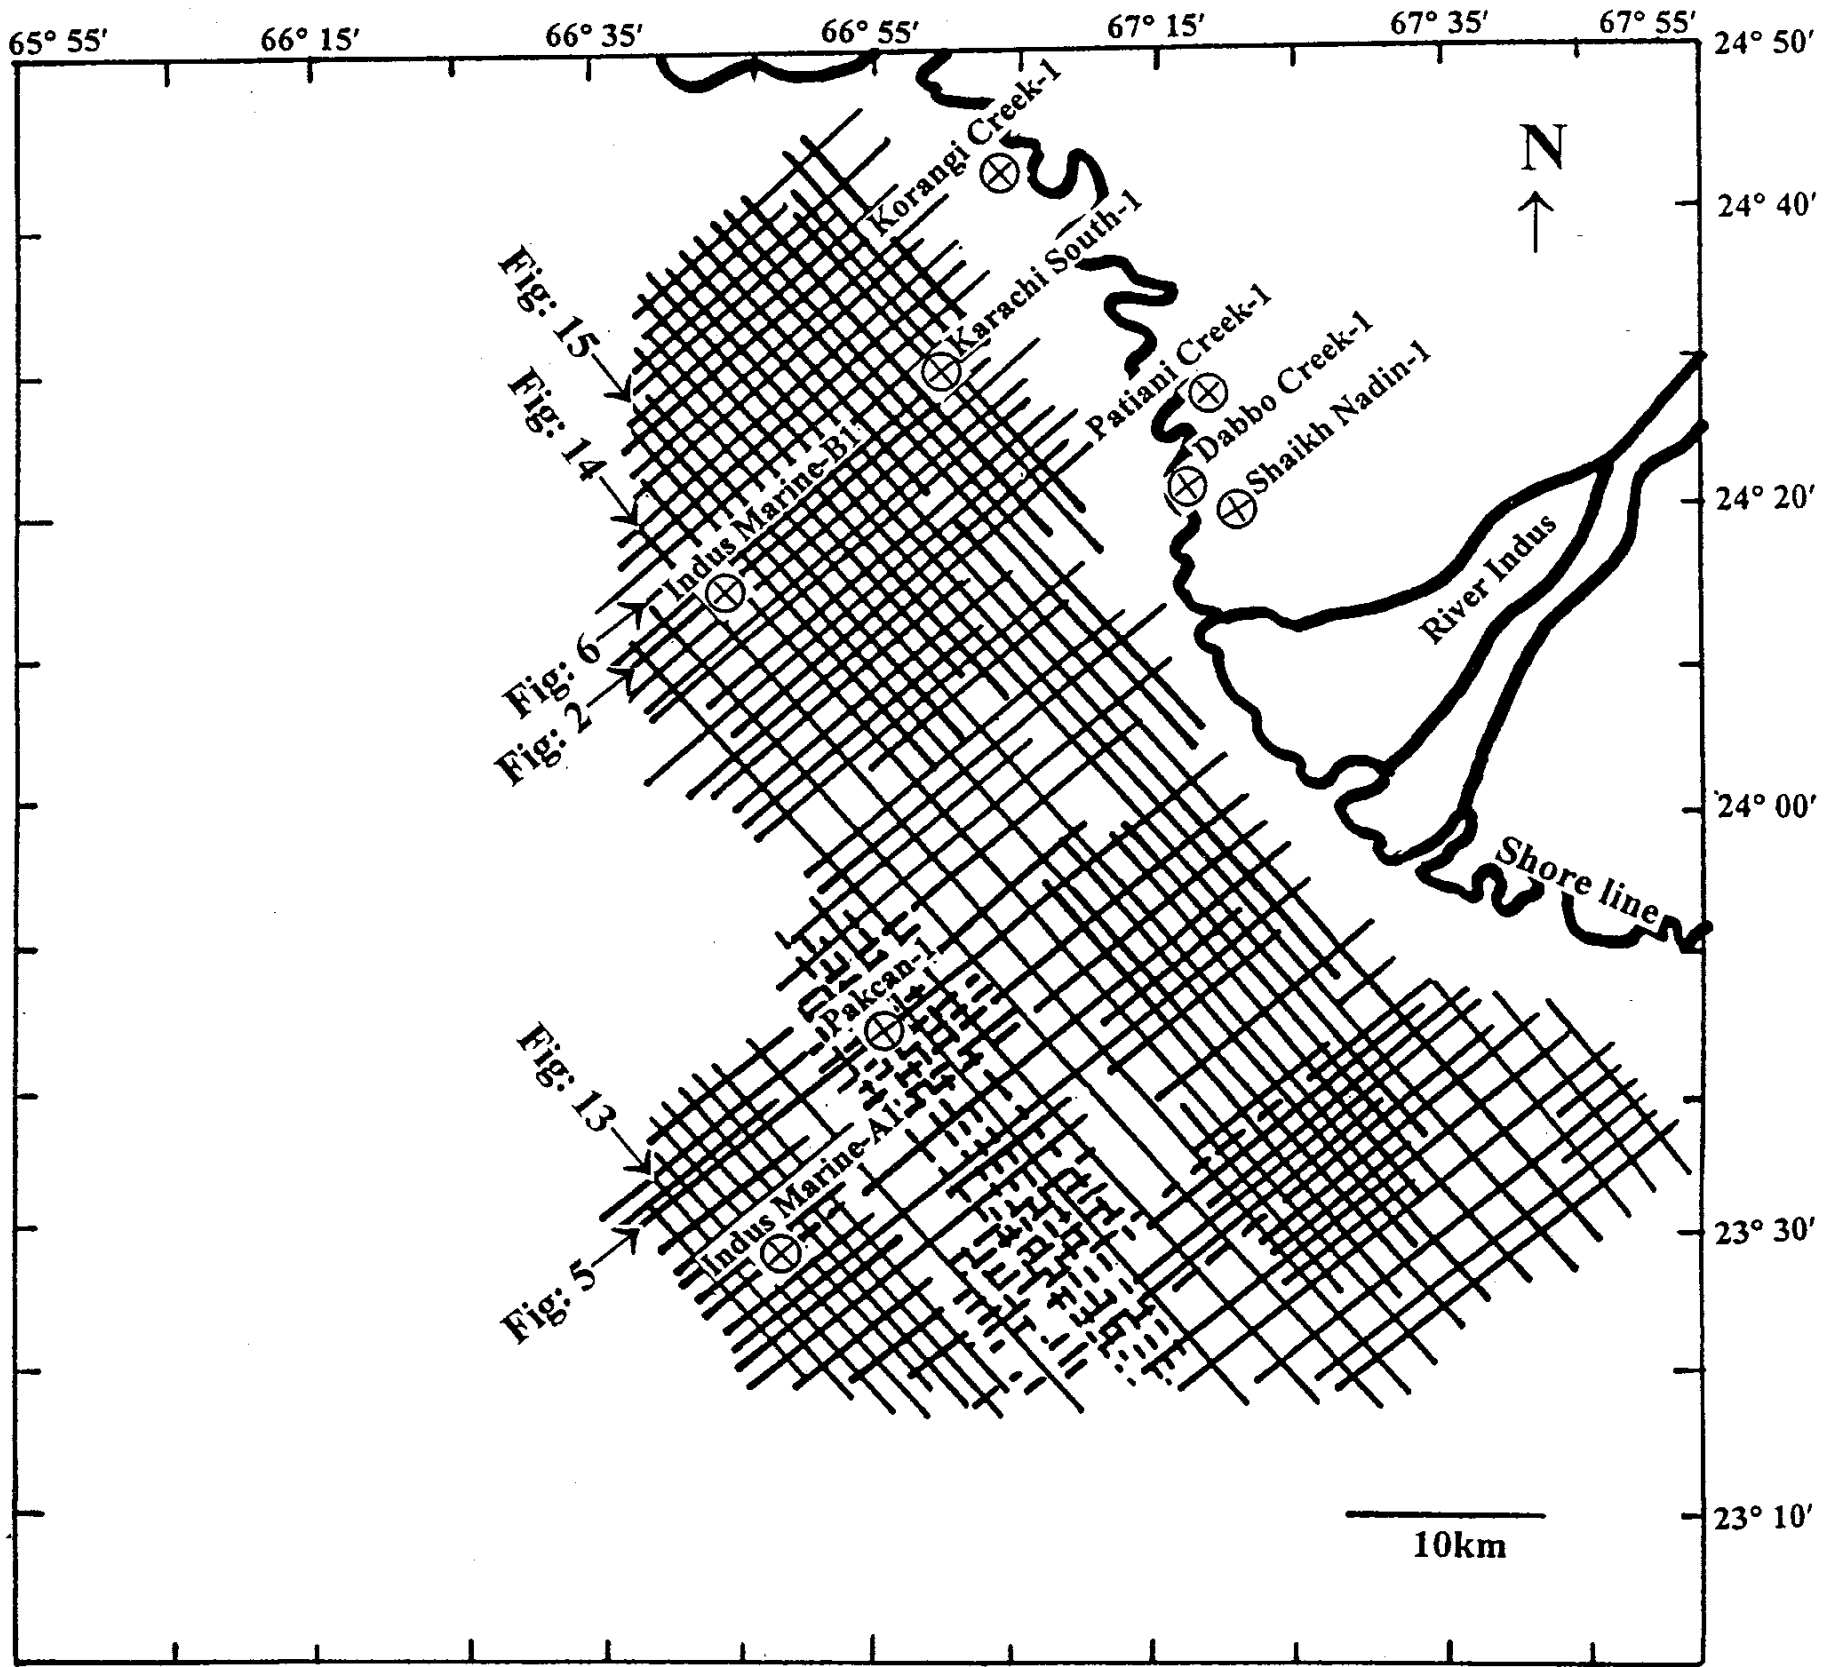 65° 55' 66° 15' 66° 35' 66° 55' 67° 15' 67° 35' 67° 55'
24° 50'
Korangi Creek-1
N
24° 40'
Karachi South-1
Fig: 15
Patiani Creek-1
Dabbo Creek-1
Shaikh Nadin-1
Fig: 14
Indus Marine-B1
24° 20'
River Indus
Fig: 6
Fig: 2
24° 00'
Shore line
Pakcan-1
Fig: 13
Indus Marine-A1
23° 30'
Fig: 5
23° 10'
10km